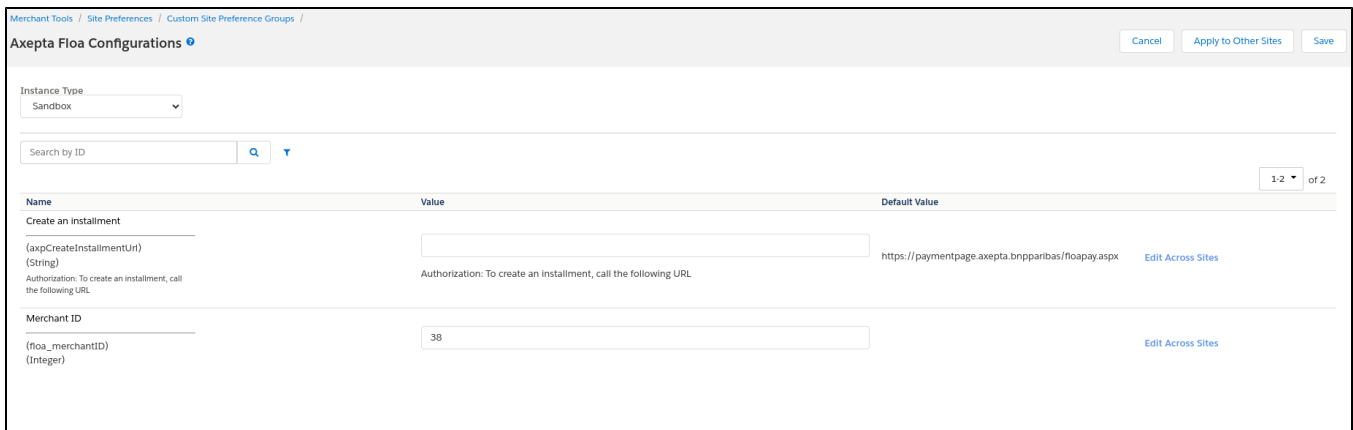 Merchant Tools / Site Preferences / Custom Site Preference Groups /
Axepta Floa Configurations ?
Cancel
Apply to Other Sites
Save
Instance Type
Sandbox
Search by ID
1-2 of 2
Name Value Default Value
Create an installment
(axpCreateInstallmentUrl)
(String)
Authorization: To create an installment, call
the following URL
Authorization: To create an installment, call the following URL
https://paymentpage.axepta.bnpparibas/floapay.aspx
Edit Across Sites
Merchant ID
(floa_merchantID)
(Integer)
38
Edit Across Sites